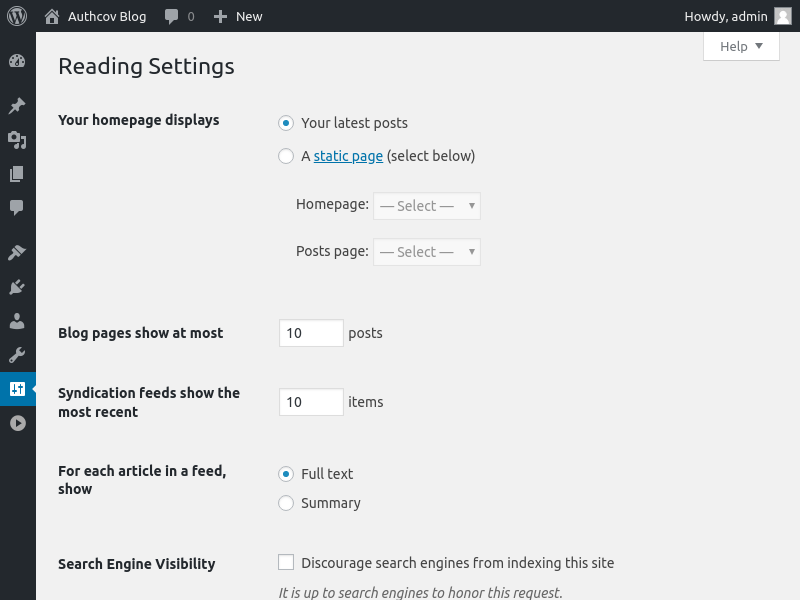 Authcov Blog 0 New Howdy, admin
Help
Reading Settings
Your homepage displays
Your latest posts
A static page (select below)
Homepage: — Select —
Posts page: — Select —
Blog pages show at most 10 posts
Syndication feeds show the
most recent
10 items
For each article in a feed,
show
Full text
Summary
Search Engine Visibility
Discourage search engines from indexing this site
It is up to search engines to honor this request.